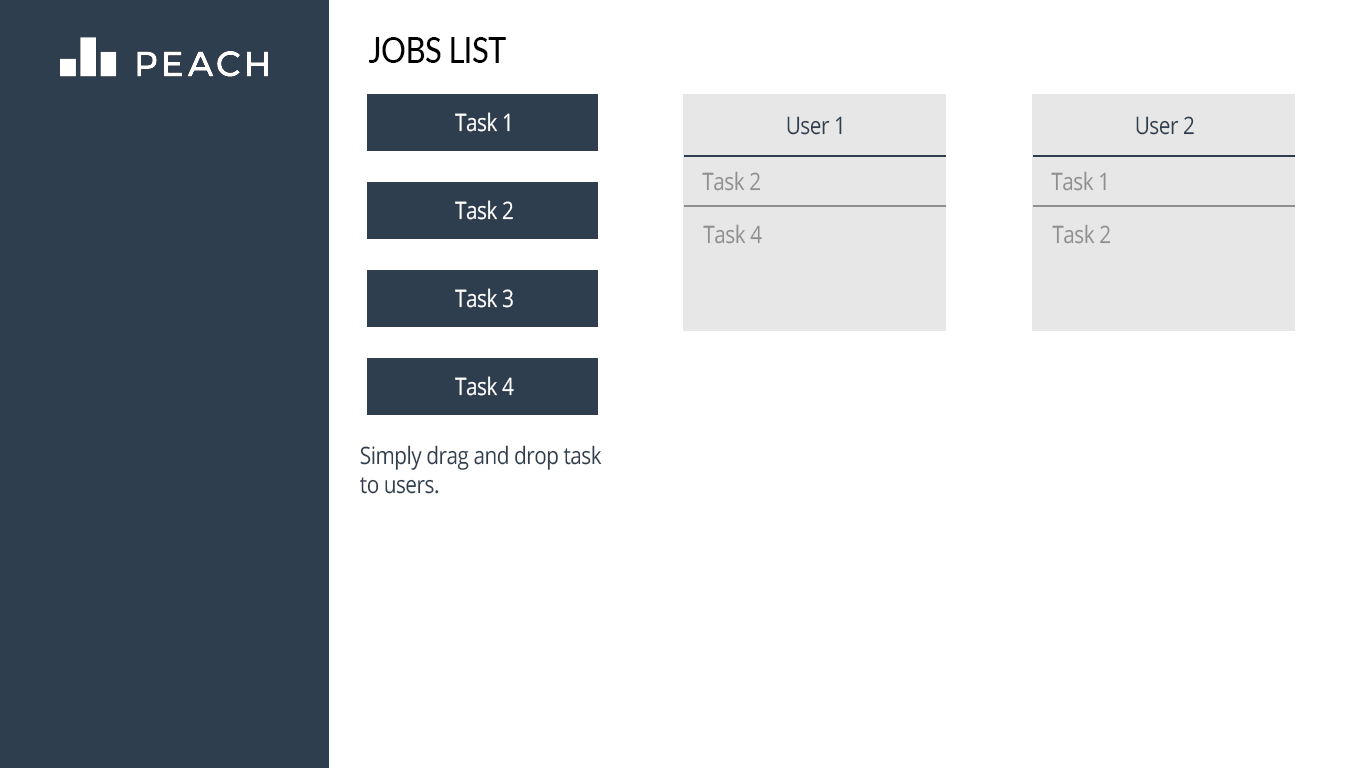 PEACH
JOBS LIST
Task 1
Task 2
Task 3
Task 4
Simply drag and drop task
to users.
User 1
Task 2
Task 4
User 2
Task 1
Task 2